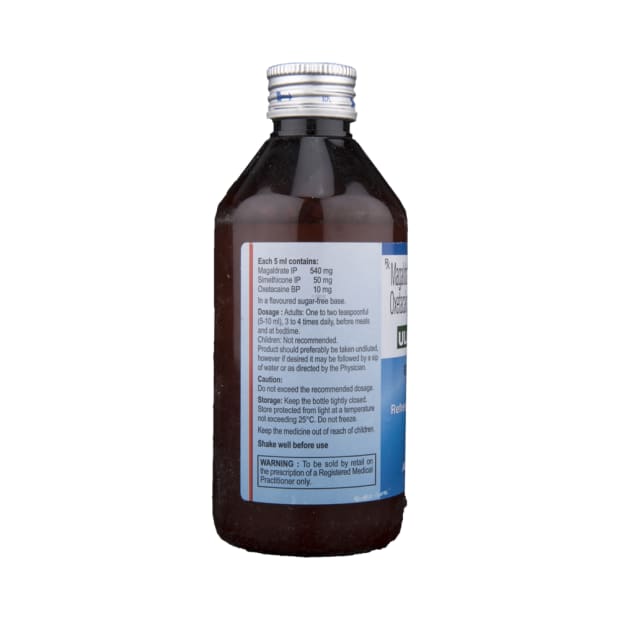 Each 5 ml contains:
Magaldrate IP 540 mg
Simethicone IP 50 mg
Oxetacaine BP 10 mg
In a flavoured sugar-free base.
Dosage : Adults: One to two teaspoonful
(5-10 ml), 3 to 4 times daily, before meals
and at bedtime.
Children: Not recommended.
Product should preferably be taken undiluted,
however if desired it may be followed by a sip
of water or as directed by the Physician.
Caution:
Do not exceed the recommended dosage.
Storage: Keep the bottle tightly closed.
Store protected from light at a temperature
not exceeding 25°C. Do not freeze.
Keep the medicine out of reach of children.
Shake well before use
WARNING : To be sold by retail on
the prescription of a Registered Medical
Practitioner only.
Rx
Magald
Oxetacai
UL
Refre